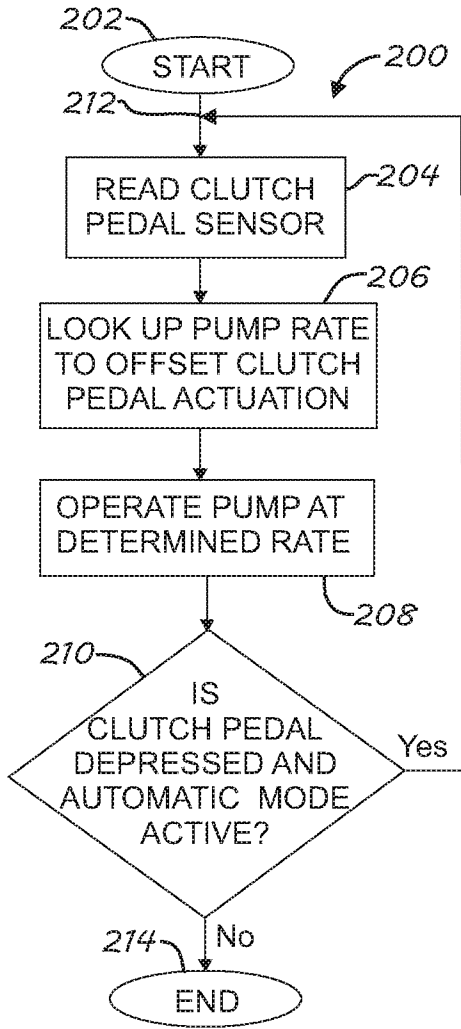 202
START
200
212
READ CLUTCH
PEDAL SENSOR
204
206
LOOK UP PUMP RATE
TO OFFSET CLUTCH
PEDAL ACTUATION
OPERATE PUMP AT
DETERMINED RATE
208
210
IS
CLUTCH PEDAL
DEPRESSED AND
AUTOMATIC MODE
ACTIVE?
Yes
No
214
END